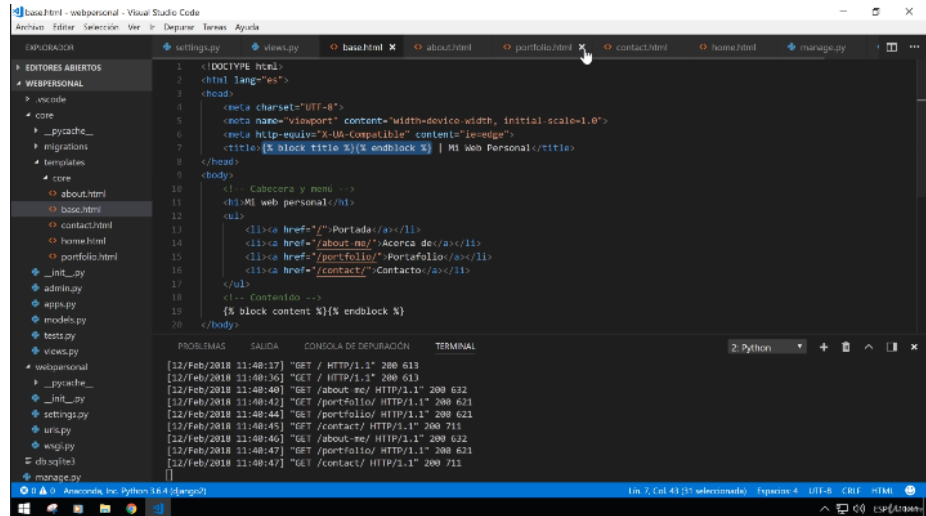 base.html - webpersonal - Visual Studio Code
Archivo Editar Selección Ver Ir Depurar Tareas Ayuda
EXPLORADOR
settings.py views.py base.html about.html portfolio.html contact.html home.html manage.py
EDITORES ABIERTOS
WEBPERSONAL
.vscode
core
__pycache__
migrations
templates
core
about.html
base.html
contact.html
home.html
portfolio.html
__init__.py
admin.py
apps.py
models.py
tests.py
views.py
webpersonal
__pycache__
__init__.py
settings.py
urls.py
wsgi.py
db.sqlite3
manage.py
1 <!DOCTYPE html>
2 <html lang="es">
3 <head>
4 <meta charset="UTF-8">
5 <meta name="viewport" content="width=device-width, initial-scale=1.0">
6 <meta http-equiv="X-UA-Compatible" content="ie=edge">
7 <title>{% block title %}{% endblock %} | Mi Web Personal</title>
8 </head>
9 <body>
10 <!-- Cabecera y menú -->
11 <h1>Mi web personal</h1>
12 <ul>
13 <li><a href="/">Portada</a></li>
14 <li><a href="/about-me/">Acerca de</a></li>
15 <li><a href="/portfolio/">Portafolio</a></li>
16 <li><a href="/contact/">Contacto</a></li>
17 </ul>
18 <!-- Contenido -->
19 {% block content %}{% endblock %}
20 </body>
PROBLEMAS SALIDA CONSOLA DE DEPURACIÓN TERMINAL 2: Python
[12/Feb/2018 11:40:17] "GET / HTTP/1.1" 200 613
[12/Feb/2018 11:40:36] "GET / HTTP/1.1" 200 613
[12/Feb/2018 11:40:40] "GET /about-me/ HTTP/1.1" 200 632
[12/Feb/2018 11:40:42] "GET /portfolio/ HTTP/1.1" 200 621
[12/Feb/2018 11:40:44] "GET /portfolio/ HTTP/1.1" 200 621
[12/Feb/2018 11:40:45] "GET /contact/ HTTP/1.1" 200 711
[12/Feb/2018 11:40:46] "GET /about-me/ HTTP/1.1" 200 632
[12/Feb/2018 11:40:47] "GET /portfolio/ HTTP/1.1" 200 621
[12/Feb/2018 11:40:47] "GET /contact/ HTTP/1.1" 200 711
0 0 Anaconda, Inc. Python 3.6.4 (django2) Lín. 7, Col. 43 (31 seleccionada) Espacios: 4 UTF-8 CRLF HTML
ESP